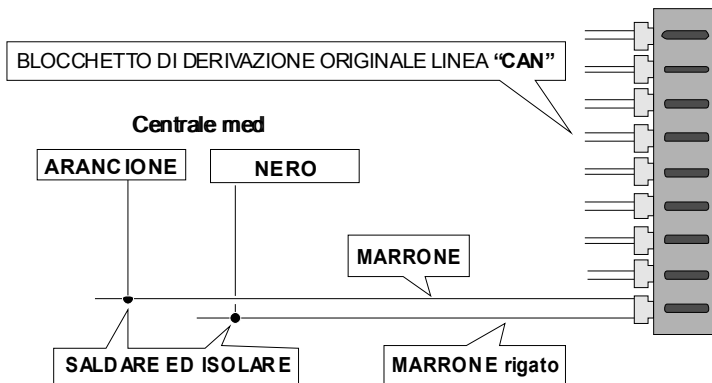 BLOCCHETTO DI DERIVAZIONE ORIGINALE LINEA “CAN”
Centrale med
ARANCIONE
NERO
MARRONE
SALDARE ED ISOLARE
MARRONE rigato